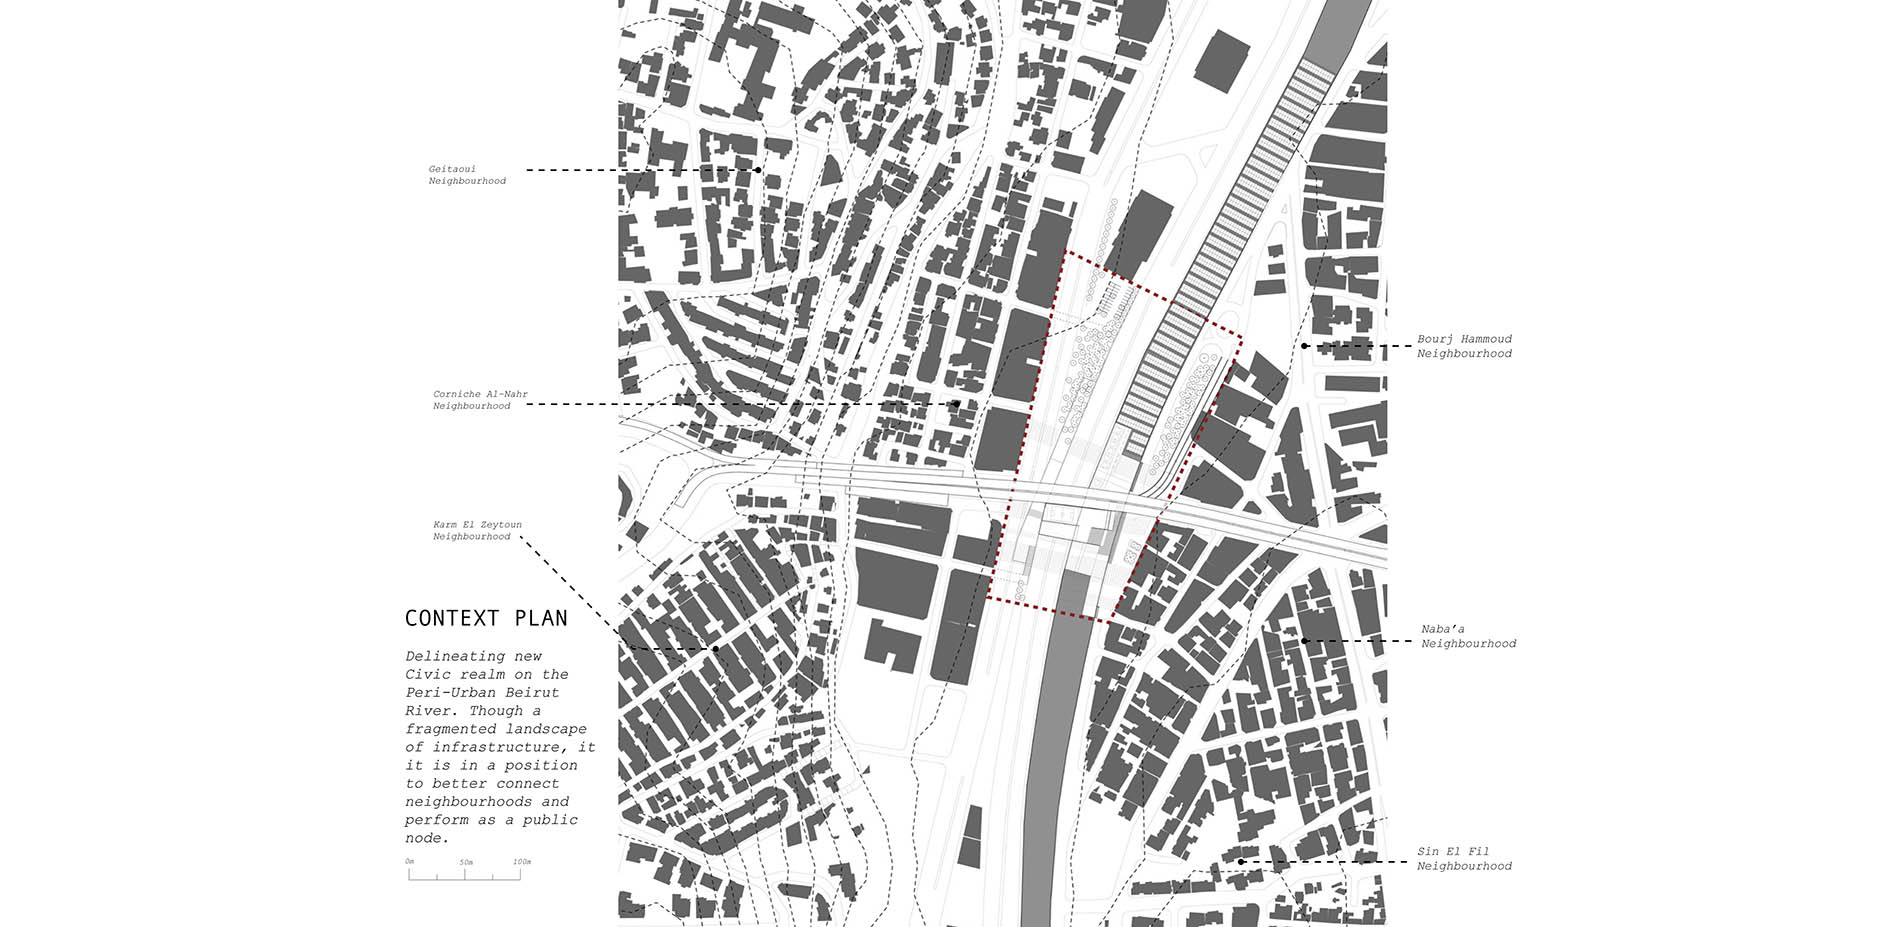 Geitaoui
Neighbourhood
Corniche Al-Nahr
Neighbourhood
Karm El Zeytoun
Neighbourhood
CONTEXT PLAN
Delineating new
Civic realm on the
Peri-Urban Beirut
River. Though a
fragmented landscape
of infrastructure, it
it is in a position
to better connect
neighbourhoods and
perform as a public
node.
0m 50m 100m
Bourj Hammoud
Neighbourhood
Naba'a
Neighbourhood
Sin El Fil
Neighbourhood